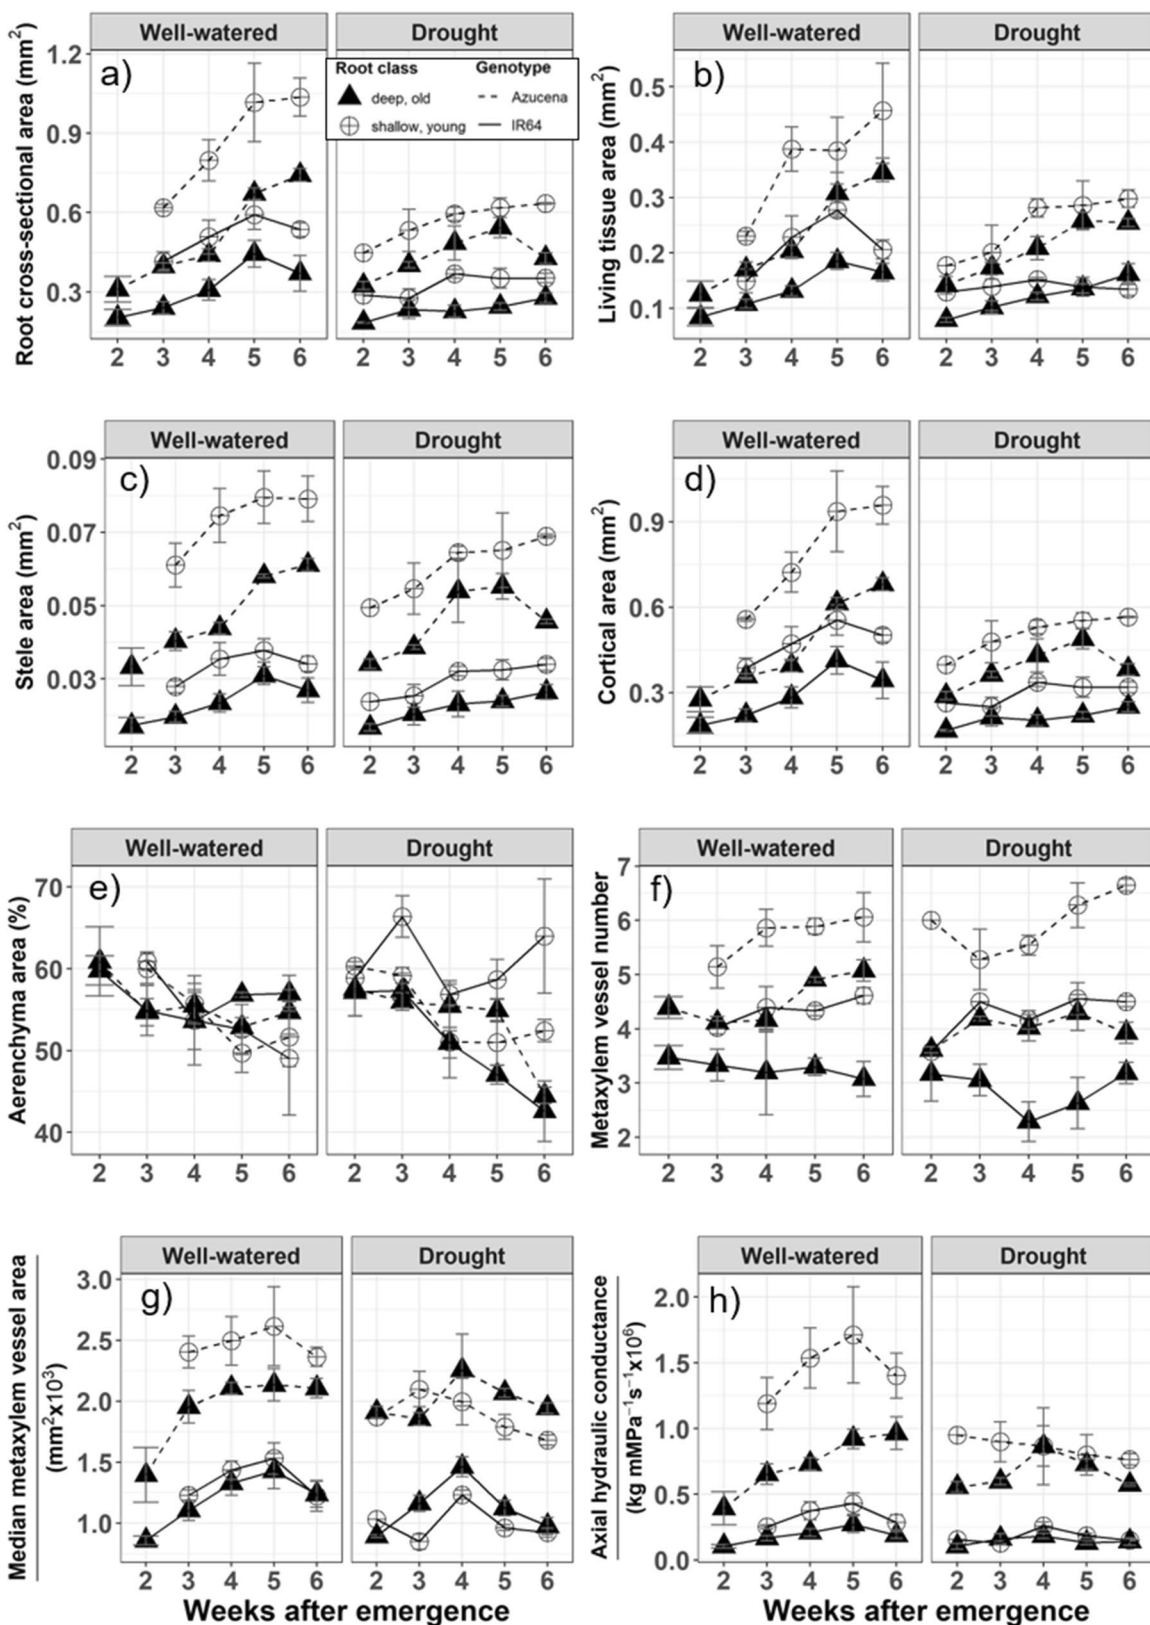 Well-watered Drought
Root cross-sectional area (mm²)
a)
1.2
0.9
0.6
0.3
Root class Genotype
deep, old Azucena
shallow, young IR64
2 3 4 5 6 2 3 4 5 6
Well-watered Drought
Living tissue area (mm²)
b)
0.5
0.4
0.3
0.2
0.1
2 3 4 5 6 2 3 4 5 6
Well-watered Drought
Stele area (mm²)
c)
0.09
0.07
0.05
0.03
2 3 4 5 6 2 3 4 5 6
Well-watered Drought
Cortical area (mm²)
d)
0.9
0.6
0.3
2 3 4 5 6 2 3 4 5 6
Well-watered Drought
Aerenchyma area (%)
e)
70
60
50
40
2 3 4 5 6 2 3 4 5 6
Well-watered Drought
Metaxylem vessel number
f)
7
6
5
4
3
2
2 3 4 5 6 2 3 4 5 6
Well-watered Drought
Median metaxylem vessel area
(mm²x10³)
g)
3.0
2.5
2.0
1.5
1.0
2 3 4 5 6 2 3 4 5 6
Weeks after emergence
Well-watered Drought
Axial hydraulic conductance
(kg mMPa⁻¹s⁻¹x10⁶)
h)
2.0
1.5
1.0
0.5
0.0
2 3 4 5 6 2 3 4 5 6
Weeks after emergence